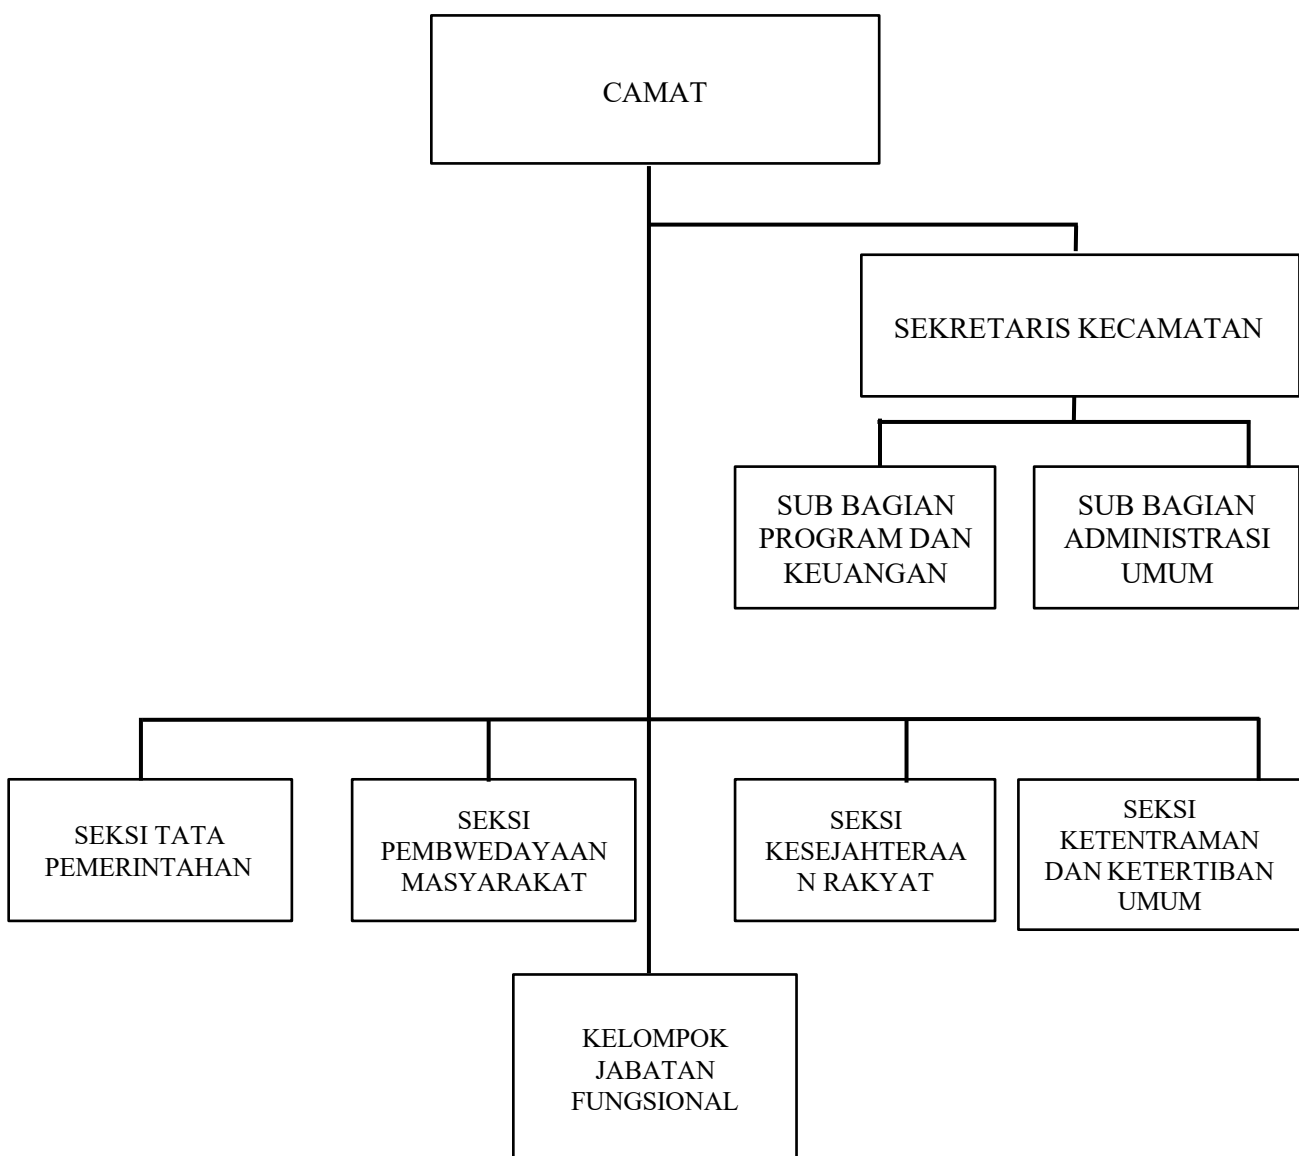 CAMAT
SEKRETARIS KECAMATAN
SUB BAGIAN
PROGRAM DAN
KEUANGAN
SUB BAGIAN
ADMINISTRASI
UMUM
SEKSI TATA
PEMERINTAHAN
SEKSI
PEMBWEDAYAAN
MASYARAKAT
SEKSI
KESEJAHTERAA
N RAKYAT
SEKSI
KETENTRAMAN
DAN KETERTIBAN
UMUM
KELOMPOK
JABATAN
FUNGSIONAL